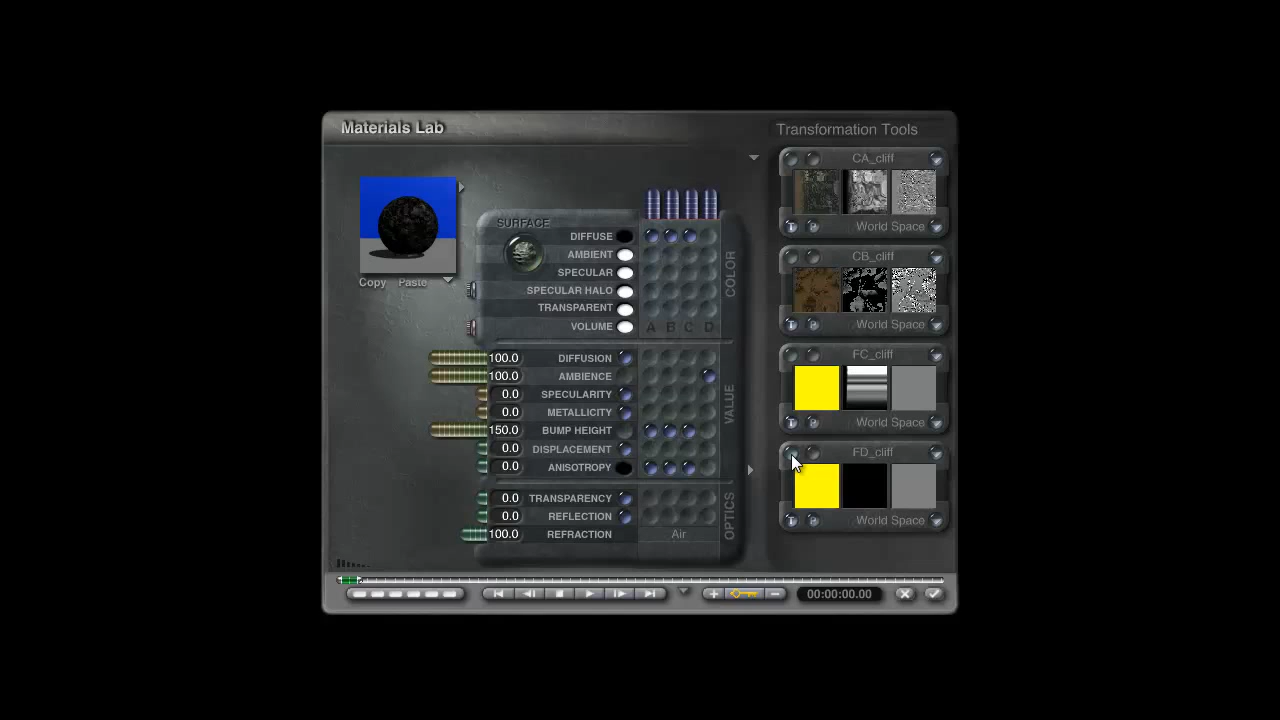 Materials Lab
Transformation Tools
CA_cliff
T P World Space
CB_cliff
T P World Space
FC_cliff
T P World Space
FD_cliff
T P World Space
Copy Paste
SURFACE
DIFFUSE
AMBIENT
SPECULAR
SPECULAR HALO
TRANSPARENT
VOLUME
A B C D
COLOR
100.0 DIFFUSION
100.0 AMBIENCE
0.0 SPECULARITY
0.0 METALLICITY
150.0 BUMP HEIGHT
0.0 DISPLACEMENT
0.0 ANISOTROPY
VALUE
0.0 TRANSPARENCY
0.0 REFLECTION
100.0 REFRACTION
Air
OPTICS
00:00:00.00